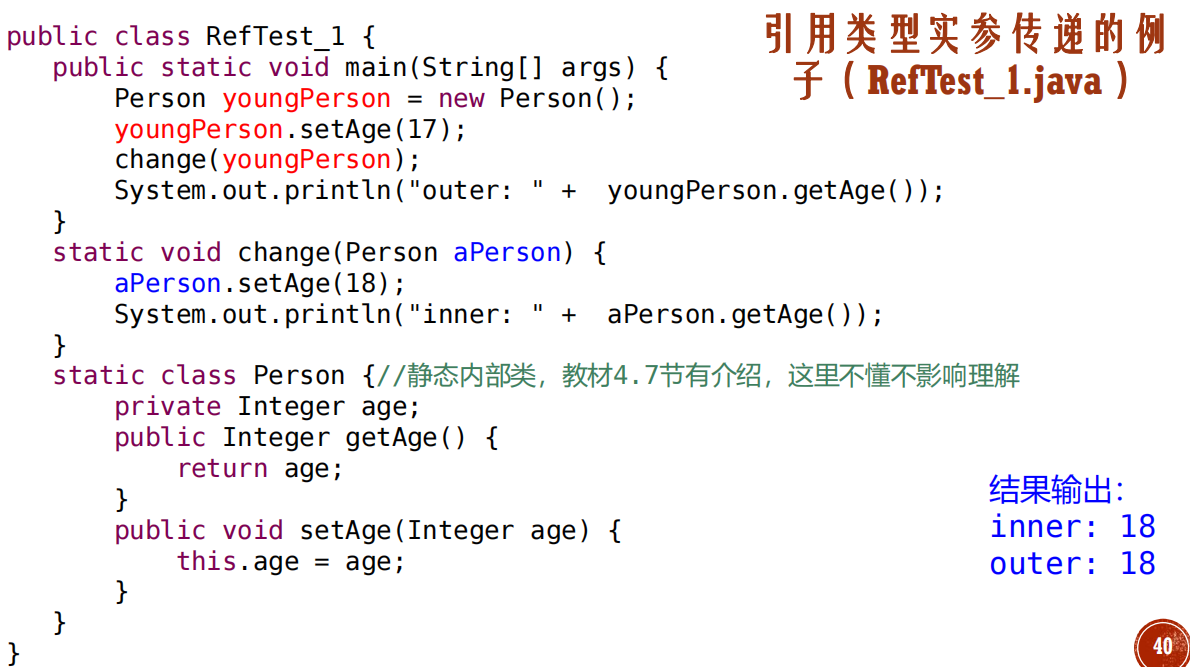 引用类型实参传递的例
子（RefTest_1.java）
public class RefTest_1 {
   public static void main(String[] args) {
       Person youngPerson = new Person();
       youngPerson.setAge(17);
       change(youngPerson);
       System.out.println("outer: " +  youngPerson.getAge());
   }
   static void change(Person aPerson) {
       aPerson.setAge(18);
       System.out.println("inner: " +  aPerson.getAge());
   }
   static class Person {//静态内部类，教材4.7节有介绍，这里不懂不影响理解
       private Integer age;
       public Integer getAge() {
           return age;
       }
       public void setAge(Integer age) {
           this.age = age;
       }
   }
}
结果输出：
inner: 18
outer: 18
40